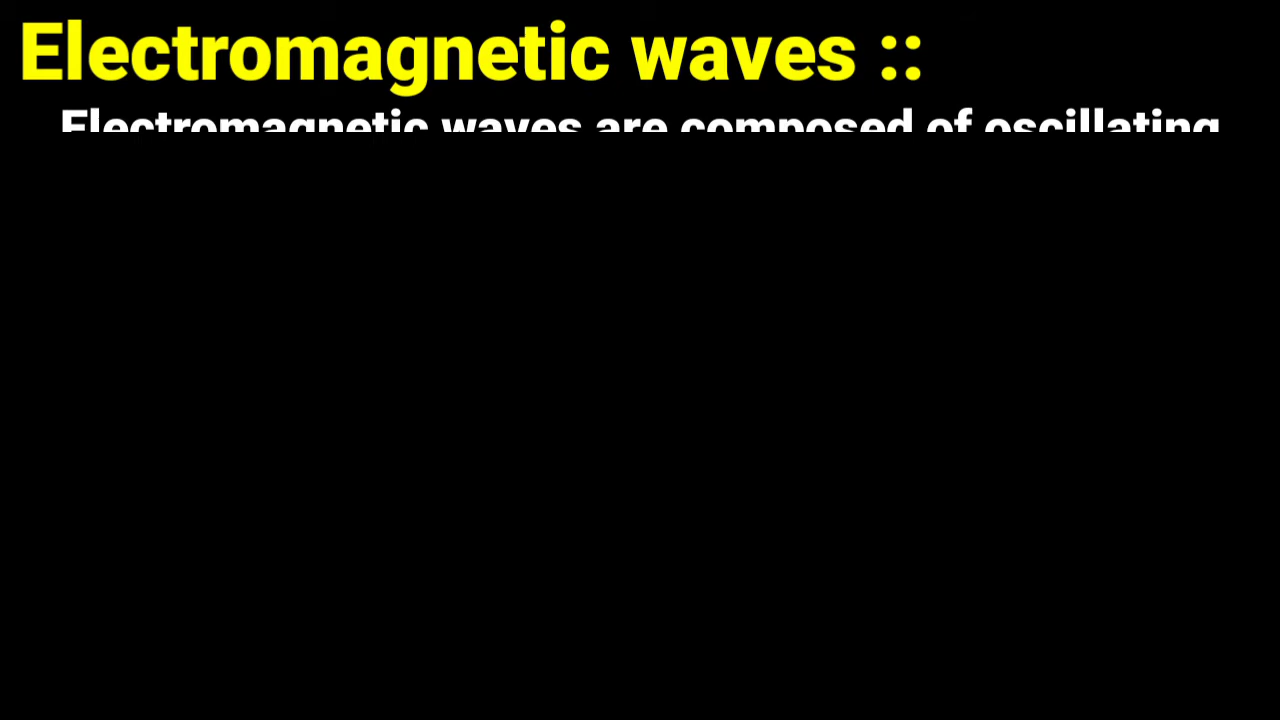 Electromagnetic waves ::
Electromagnetic waves are composed of oscillating